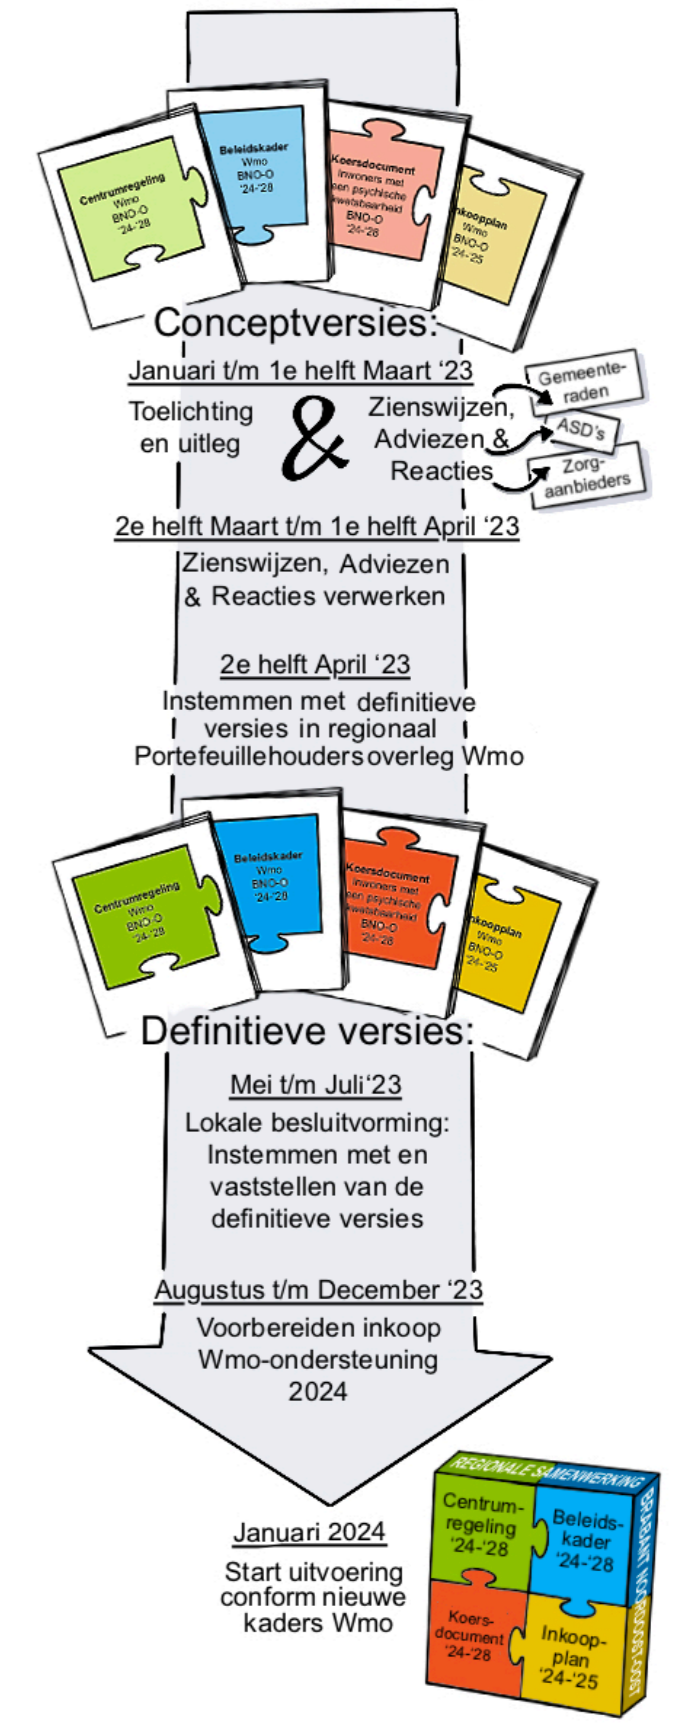 Centrumregeling
Wmo
BNO-O
'24-'28
Beleidskader
Wmo
BNO-O
'24-'28
Koersdocument
Inwoners met
een psychische
kwetsbaarheid
BNO-O
'24-'28
nkoopplan
Wmo
BNO-O
'24-'25
Conceptversies:
Januari t/m 1e helft Maart '23
Toelichting
en uitleg
&
Zienswijzen,
Adviezen &
Reacties
Gemeente-
raden
ASD's
Zorg-
aanbieders
2e helft Maart t/m 1e helft April '23
Zienswijzen, Adviezen
& Reacties verwerken
2e helft April '23
Instemmen met definitieve
versies in regionaal
Portefeuillehoudersoverleg Wmo
Centrumregeling
Wmo
BNO-O
'24-'28
Beleidskader
Wmo
BNO-O
'24-'28
Koersdocument
Inwoners met
een psychische
kwetsbaarheid
BNO-O
'24-'28
nkoopplan
Wmo
BNO-O
'24-'25
Definitieve versies:
Mei t/m Juli'23
Lokale besluitvorming:
Instemmen met en
vaststellen van de
definitieve versies
Augustus t/m December '23
Voorbereiden inkoop
Wmo-ondersteuning
2024
Januari 2024
Start uitvoering
conform nieuwe
kaders Wmo
REGIONALE SAMENWERKING
BRABANT NOORDOOST-OOST
Centrum-
regeling
'24-'28
Beleids-
kader
'24-'28
Koers-
document
'24-'28
Inkoop-
plan
'24-'25